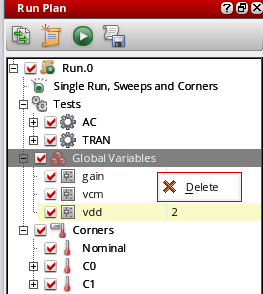 Run Plan
Run.0
Single Run, Sweeps and Corners
Tests
AC
TRAN
Global Variables
gain
Delete
vcm
vdd 2
Corners
Nominal
C0
C1